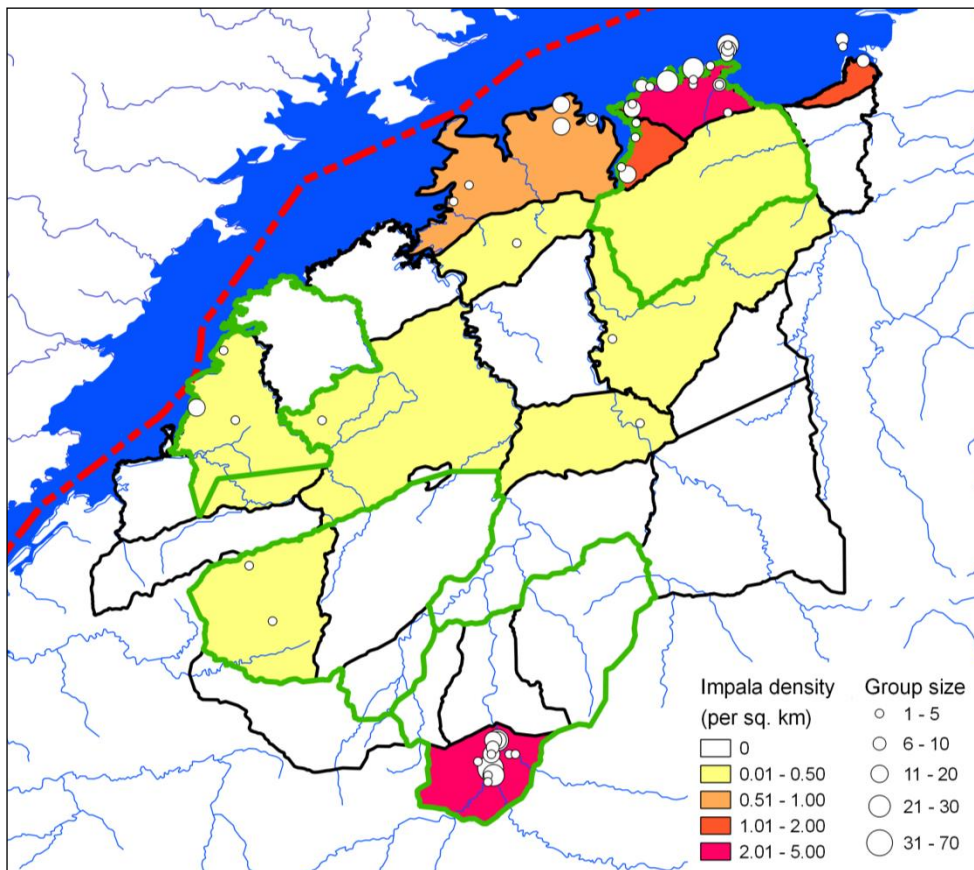 Impala density
(per sq. km)
0
0.01 - 0.50
0.51 - 1.00
1.01 - 2.00
2.01 - 5.00
Group size
1 - 5
6 - 10
11 - 20
21 - 30
31 - 70